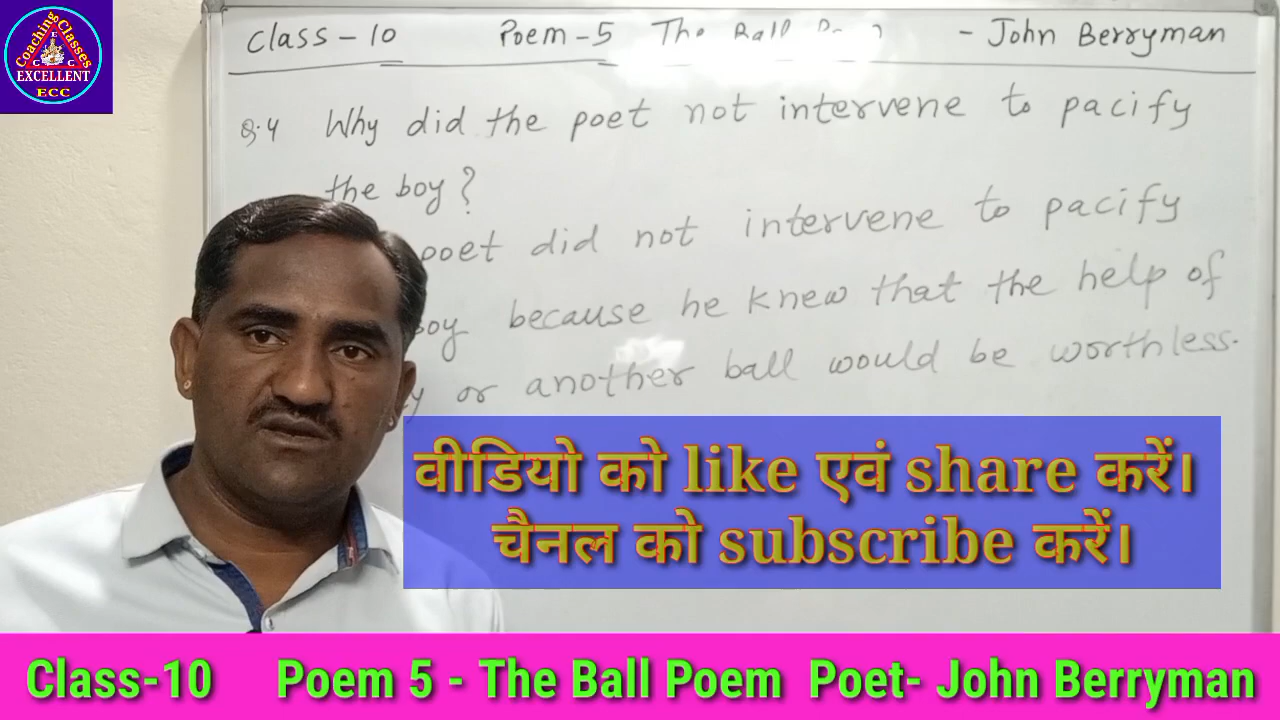 Coaching Classes
CEC
EXCELLENT
ECC
Class - 10 Poem - 5 The Ball - John Berryman
Q.4 Why did the poet not intervene to pacify
the boy?
poet did not intervene to pacify
boy because he knew that the help of
or another ball would be worthless.
वीडियो को like एवं share करें।
चैनल को subscribe करें।
Class-10 Poem 5 - The Ball Poem Poet- John Berryman